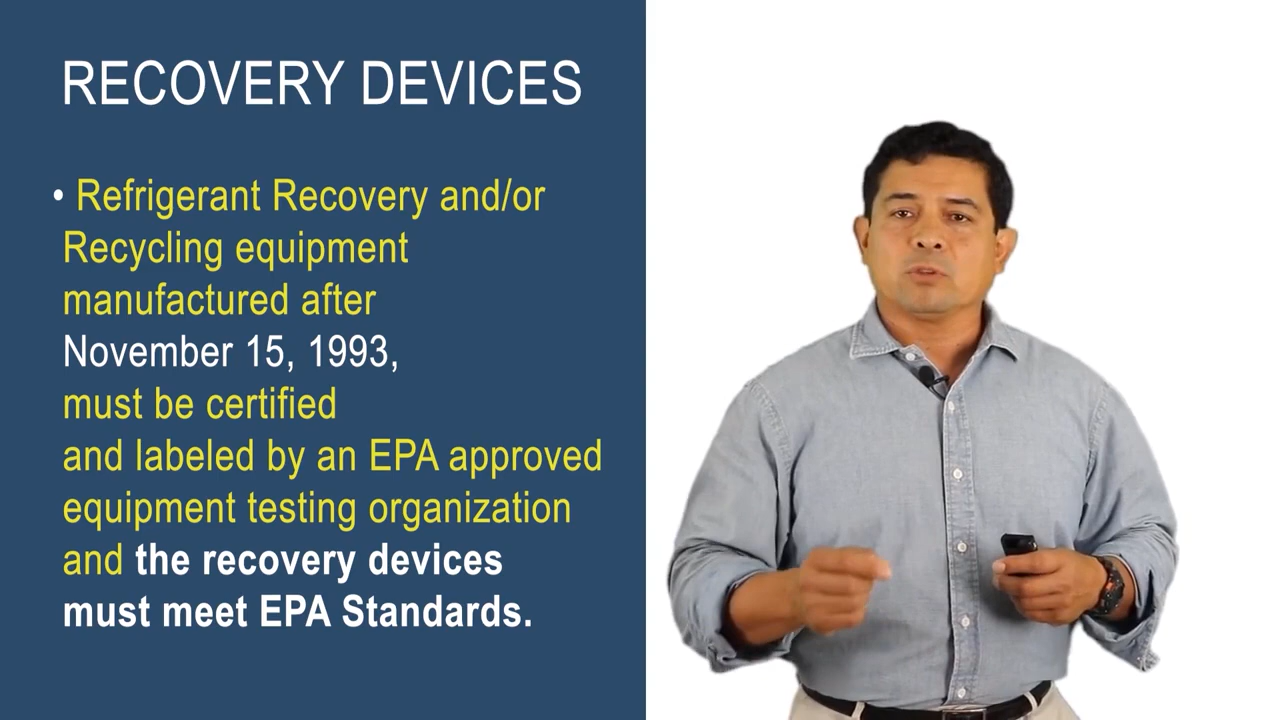 RECOVERY DEVICES
• Refrigerant Recovery and/or
Recycling equipment
manufactured after
November 15, 1993,
must be certified
and labeled by an EPA approved
equipment testing organization
and the recovery devices
must meet EPA Standards.